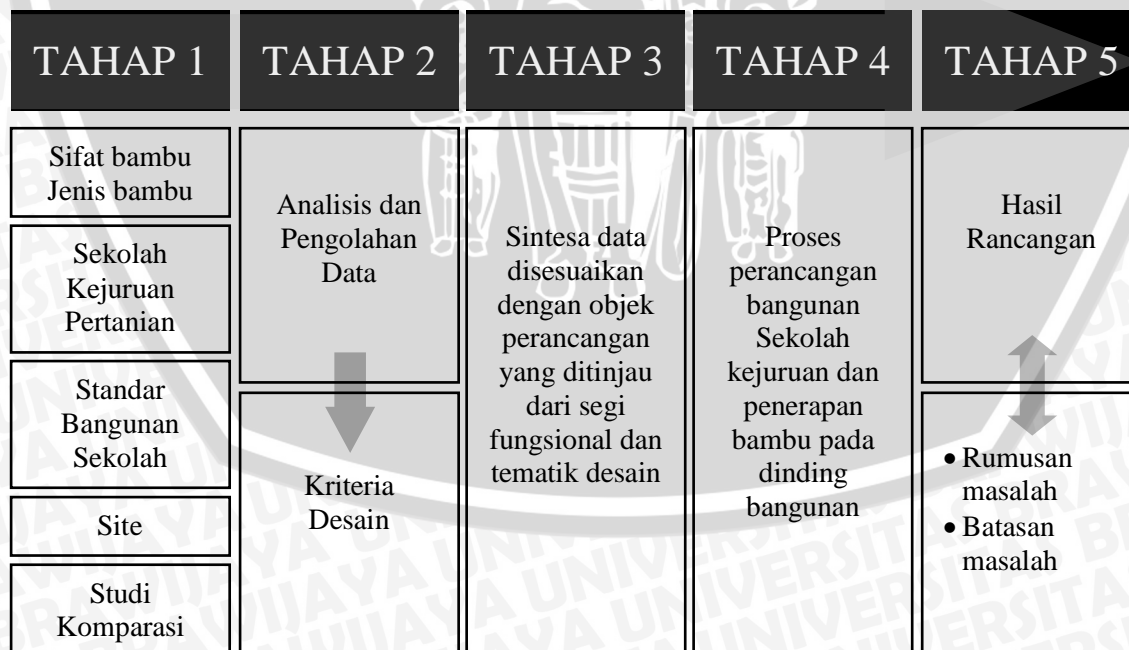 TAHAP 1
TAHAP 2
TAHAP 3
TAHAP 4
TAHAP 5
Sifat bambu
Jenis bambu
Sekolah
Kejuruan
Pertanian
Standar
Bangunan
Sekolah
Site
Studi
Komparasi
Analisis dan
Pengolahan
Data
Kriteria
Desain
Sintesa data
disesuaikan
dengan objek
perancangan
yang ditinjau
dari segi
fungsional dan
tematik desain
Proses
perancangan
bangunan
Sekolah
kejuruan dan
penerapan
bambu pada
dinding
bangunan
Hasil
Rancangan
• Rumusan
masalah
• Batasan
masalah